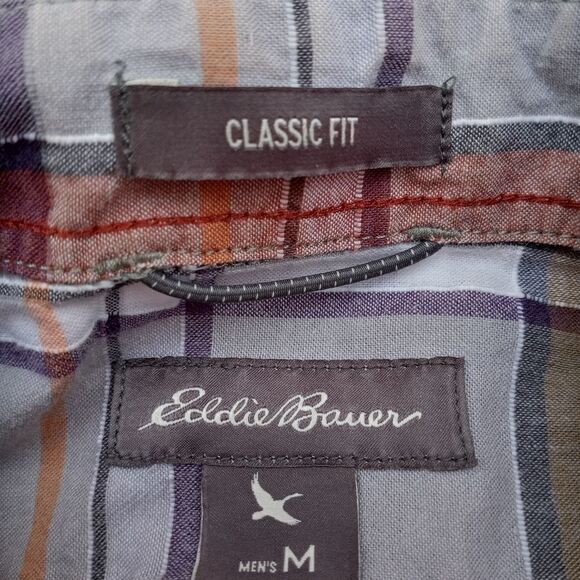 CLASSIC FIT
Eddie Bauer
MEN'S M